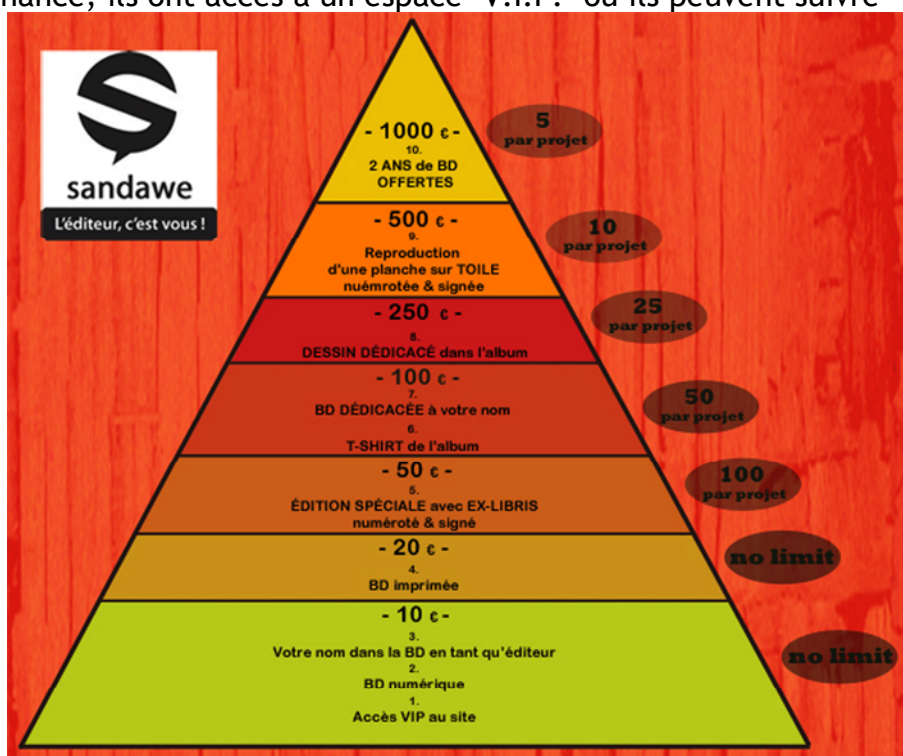 nance, ils ont accès à un espace "V.I.P." où ils peuvent suivre
sandawe
L'éditeur, c'est vous !
- 1000 € -
10.
2 ANS de BD
OFFERTES
5
par projet
- 500 € -
9.
Reproduction
d'une planche sur TOILE
nuémrotée & signée
10
par projet
- 250 € -
8.
DESSIN DÉDICACÉ dans l'album
25
par projet
- 100 € -
7.
BD DÉDICACÉE à votre nom
6.
T-SHIRT de l'album
50
par projet
- 50 € -
5.
ÉDITION SPÉCIALE avec EX-LIBRIS
numéroté & signé
100
par projet
- 20 € -
4.
BD imprimée
no limit
- 10 € -
3.
Votre nom dans la BD en tant qu'éditeur
2.
BD numérique
1.
Accès VIP au site
no limit